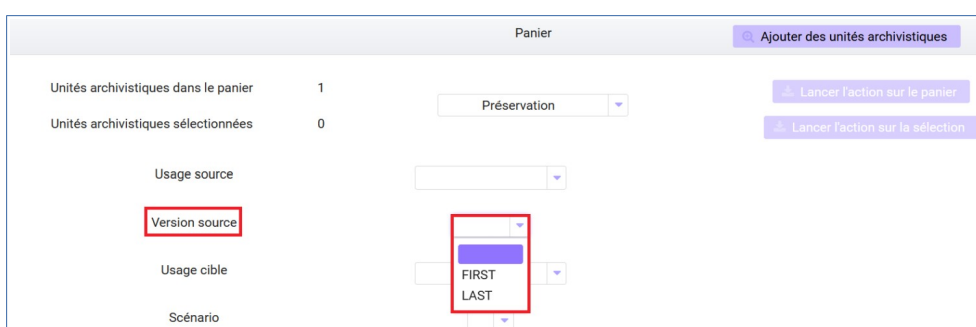 Panier
Ajouter des unités archivistiques
Unités archivistiques dans le panier 1
Préservation
Lancer l'action sur le panier
Unités archivistiques sélectionnées 0
Lancer l'action sur la sélection
Usage source
Version source
Usage cible
FIRST
LAST
Scénario